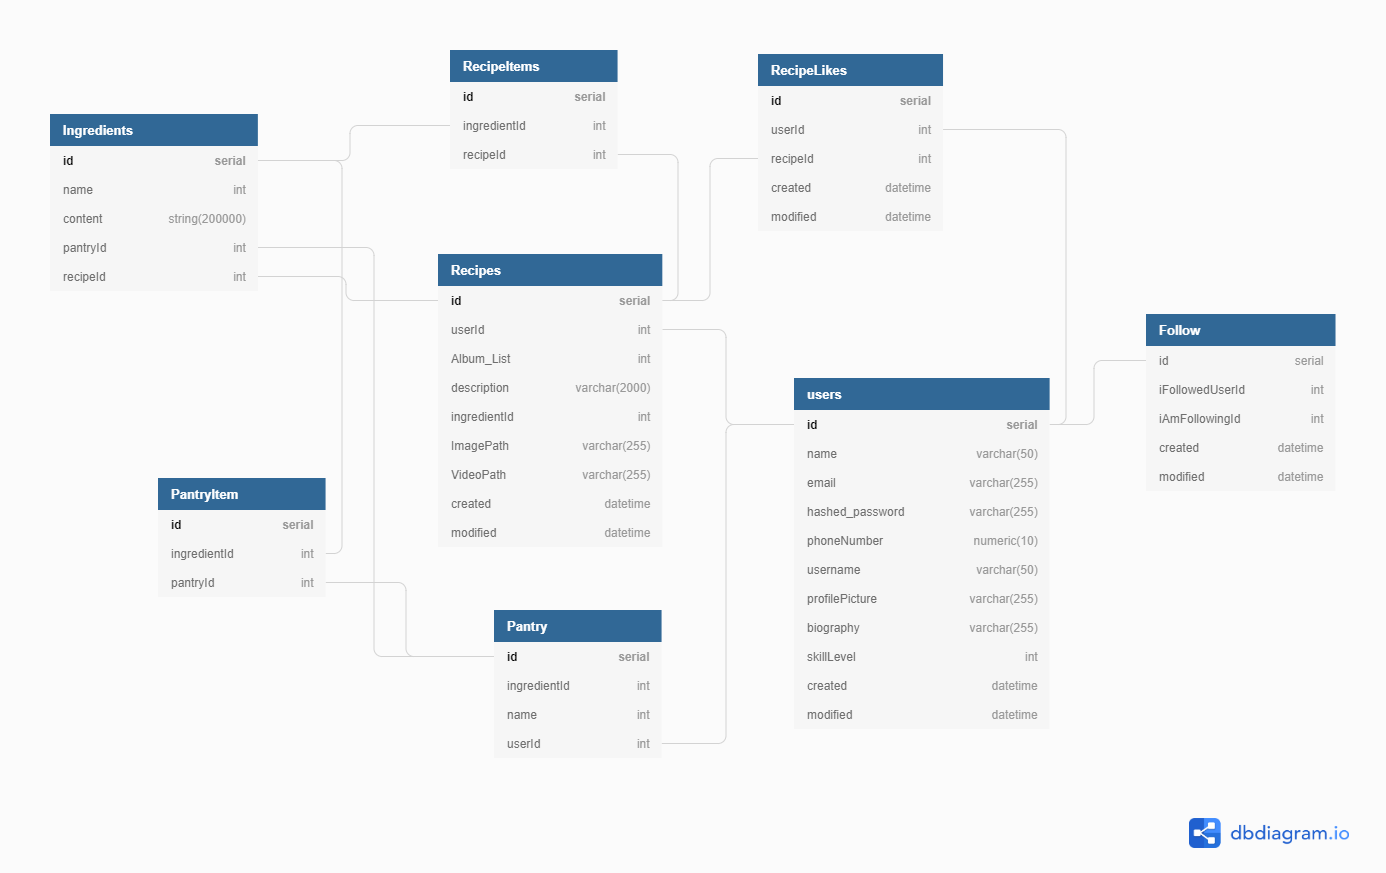 RecipeItems
id serial
ingredientId int
recipeId int
RecipeLikes
id serial
userId int
recipeId int
created datetime
modified datetime
Ingredients
id serial
name int
content string(200000)
pantryId int
recipeId int
Recipes
id serial
userId int
Album_List int
description varchar(2000)
ingredientId int
ImagePath varchar(255)
VideoPath varchar(255)
created datetime
modified datetime
Follow
id serial
iFollowedUserId int
iAmFollowingId int
created datetime
modified datetime
users
id serial
name varchar(50)
email varchar(255)
hashed_password varchar(255)
phoneNumber numeric(10)
username varchar(50)
profilePicture varchar(255)
biography varchar(255)
skillLevel int
created datetime
modified datetime
PantryItem
id serial
ingredientId int
pantryId int
Pantry
id serial
ingredientId int
name int
userId int
dbdiagram.io